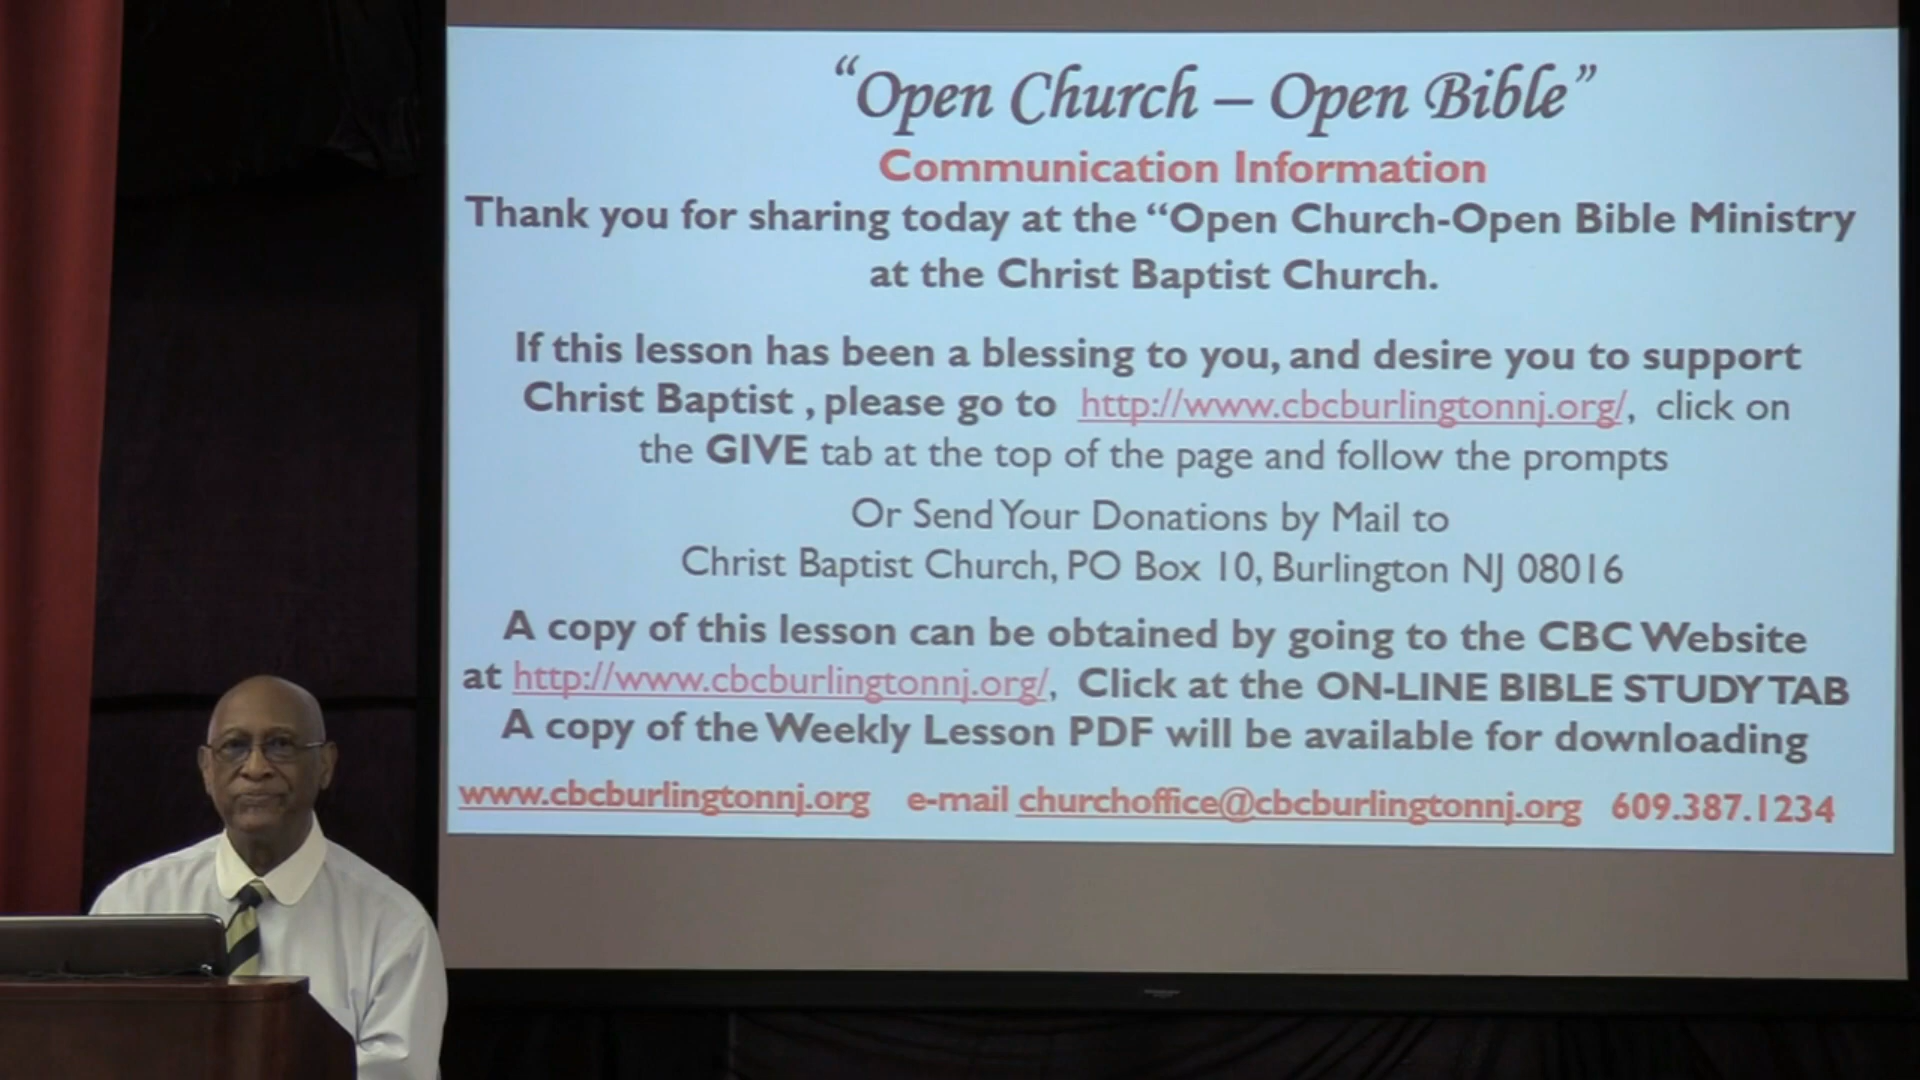 “Open Church – Open Bible”
Communication Information
Thank you for sharing today at the “Open Church-Open Bible Ministry
at the Christ Baptist Church.
If this lesson has been a blessing to you, and desire you to support
Christ Baptist , please go to http://www.cbcburlingtonnj.org/, click on
the GIVE tab at the top of the page and follow the prompts
Or Send Your Donations by Mail to
Christ Baptist Church, PO Box 10, Burlington NJ 08016
A copy of this lesson can be obtained by going to the CBC Website
at http://www.cbcburlingtonnj.org/, Click at the ON-LINE BIBLE STUDY TAB
A copy of the Weekly Lesson PDF will be available for downloading
www.cbcburlingtonnj.org e-mail churchoffice@cbcburlingtonnj.org 609.387.1234